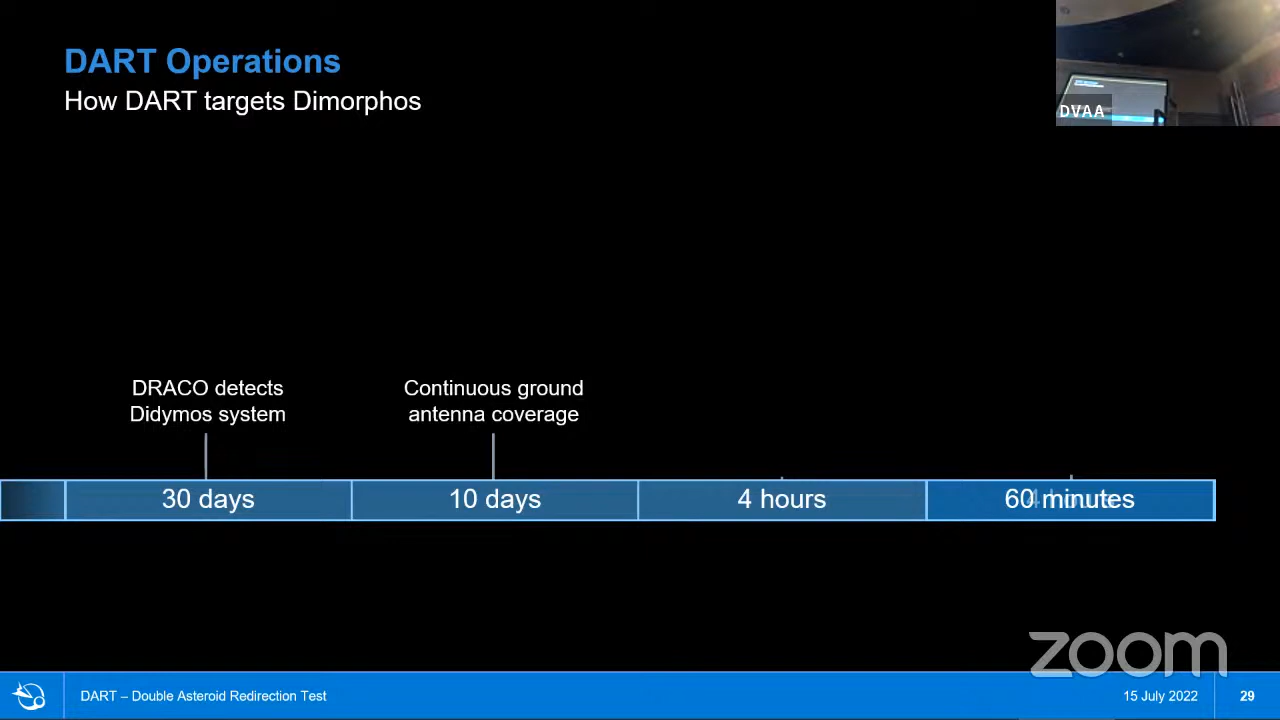 DART Operations
How DART targets Dimorphos
DVAA
DRACO detects
Didymos system
Continuous ground
antenna coverage
30 days
10 days
4 hours
60 minutes
zoom
DART – Double Asteroid Redirection Test
15 July 2022
29